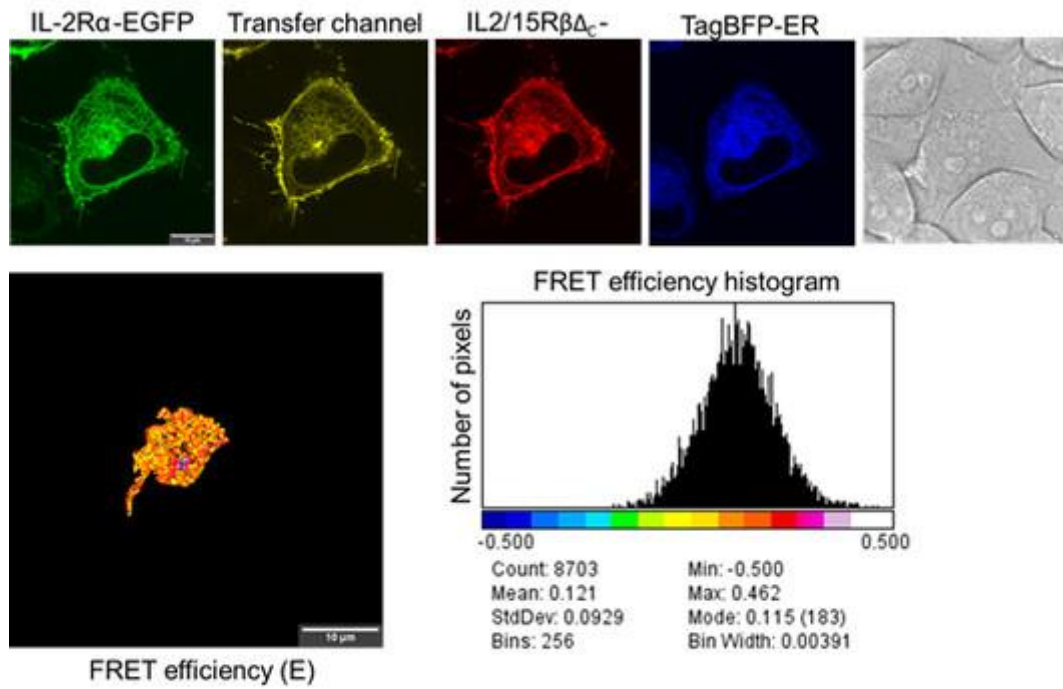 IL-2Rα-EGFP
Transfer channel
IL2/15RβΔc-
TagBFP-ER
FRET efficiency histogram
Number of pixels
-0.500
0.500
Count: 8703
Min: -0.500
Mean: 0.121
Max: 0.462
StdDev: 0.0929
Mode: 0.115 (183)
Bins: 256
Bin Width: 0.00391
10 μm
FRET efficiency (E)